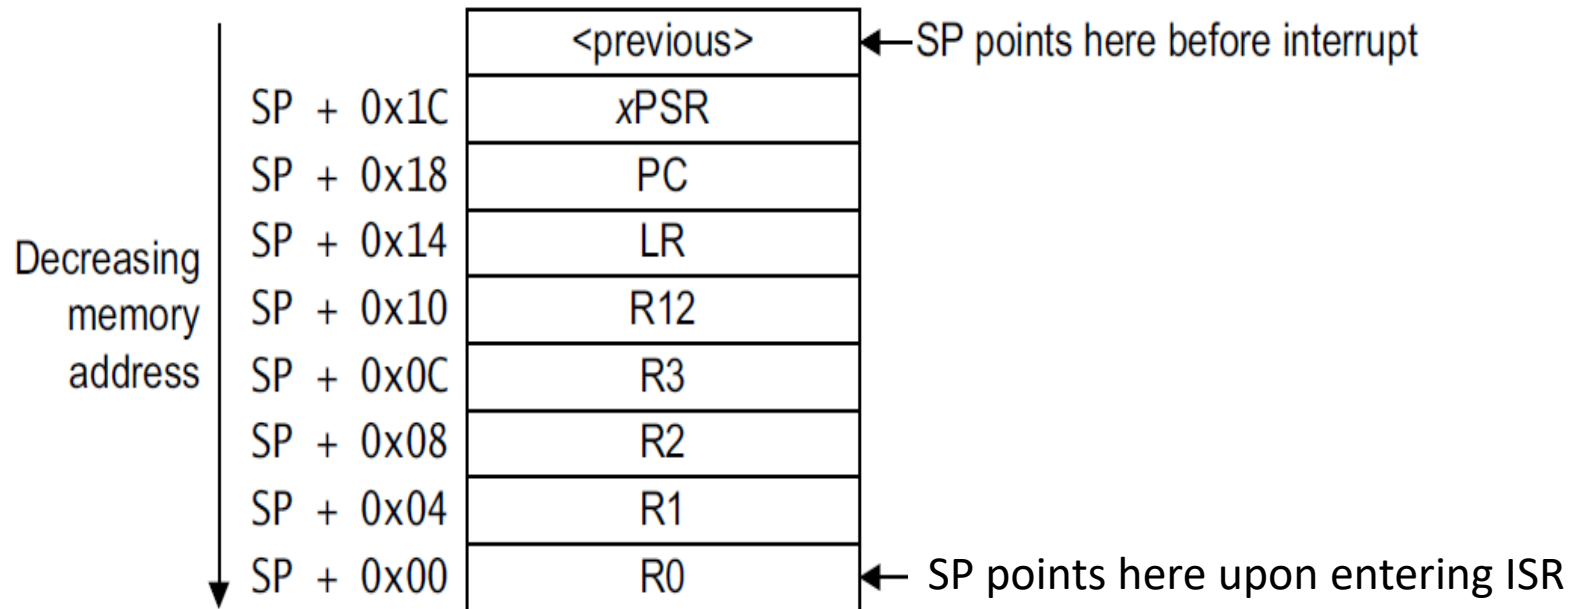 <previous>
SP points here before interrupt
SP + 0x1C
xPSR
SP + 0x18
PC
SP + 0x14
LR
Decreasing
memory
address
SP + 0x10
R12
SP + 0x0C
R3
SP + 0x08
R2
SP + 0x04
R1
SP + 0x00
R0
SP points here upon entering ISR